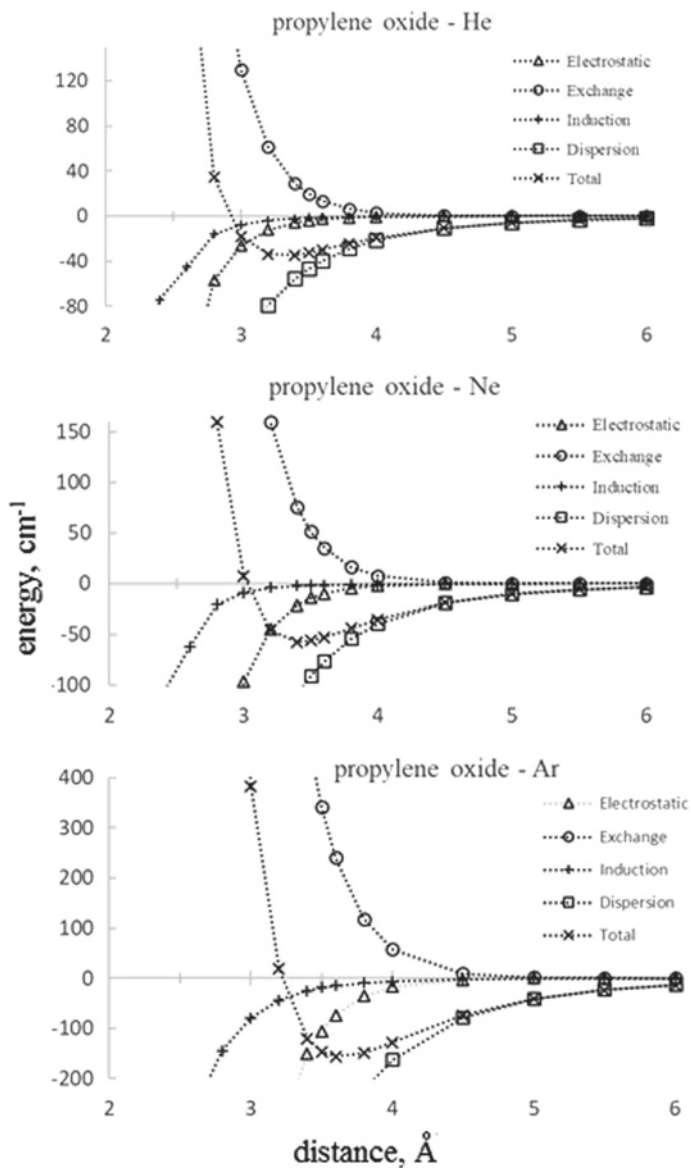 propylene oxide - He
120
80
40
0
-40
-80
2 3 4 5 6
Electrostatic
Exchange
Induction
Dispersion
Total
propylene oxide - Ne
energy, cm⁻¹
150
100
50
0
-50
-100
2 3 4 5 6
Electrostatic
Exchange
Induction
Dispersion
Total
propylene oxide - Ar
400
300
200
100
0
-100
-200
2 3 4 5 6
Electrostatic
Exchange
Induction
Dispersion
Total
distance, Å